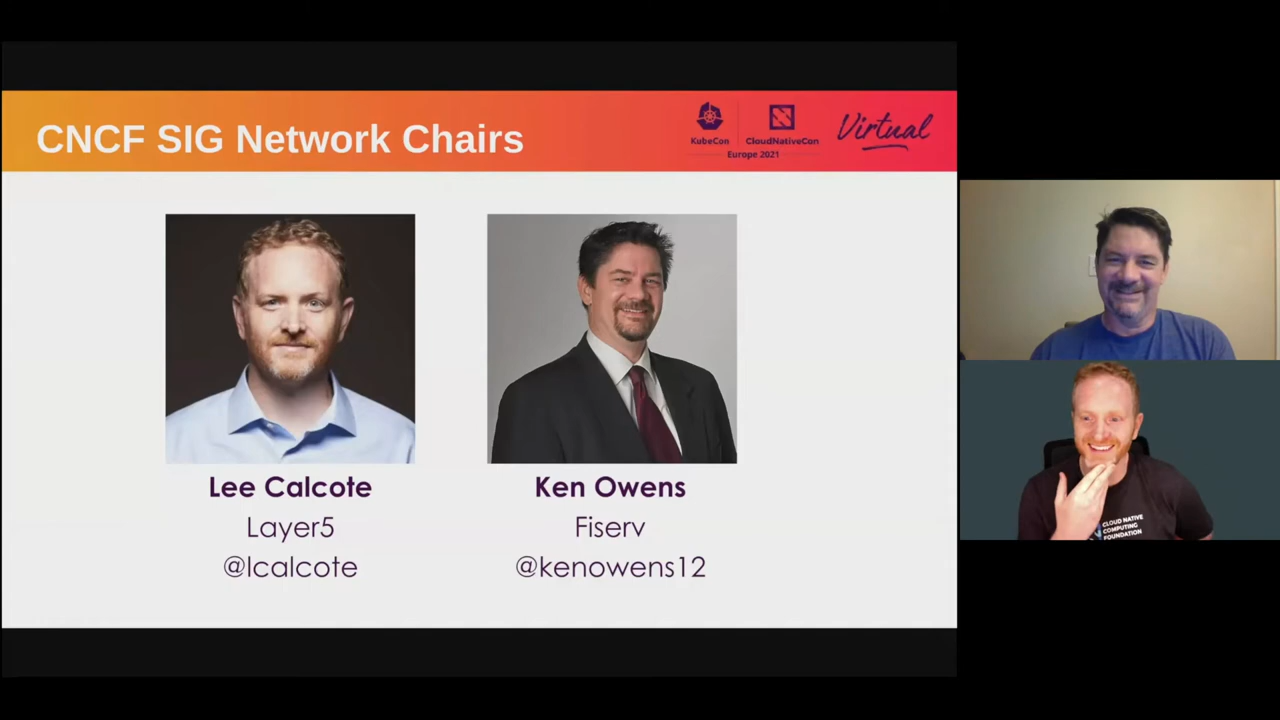 CNCF SIG Network Chairs
KubeCon
CloudNativeCon
Europe 2021
Virtual
Lee Calcote
Layer5
@lcalcote
Ken Owens
Fiserv
@kenowens12
CLOUD NATIVE
COMPUTING
FOUNDATION